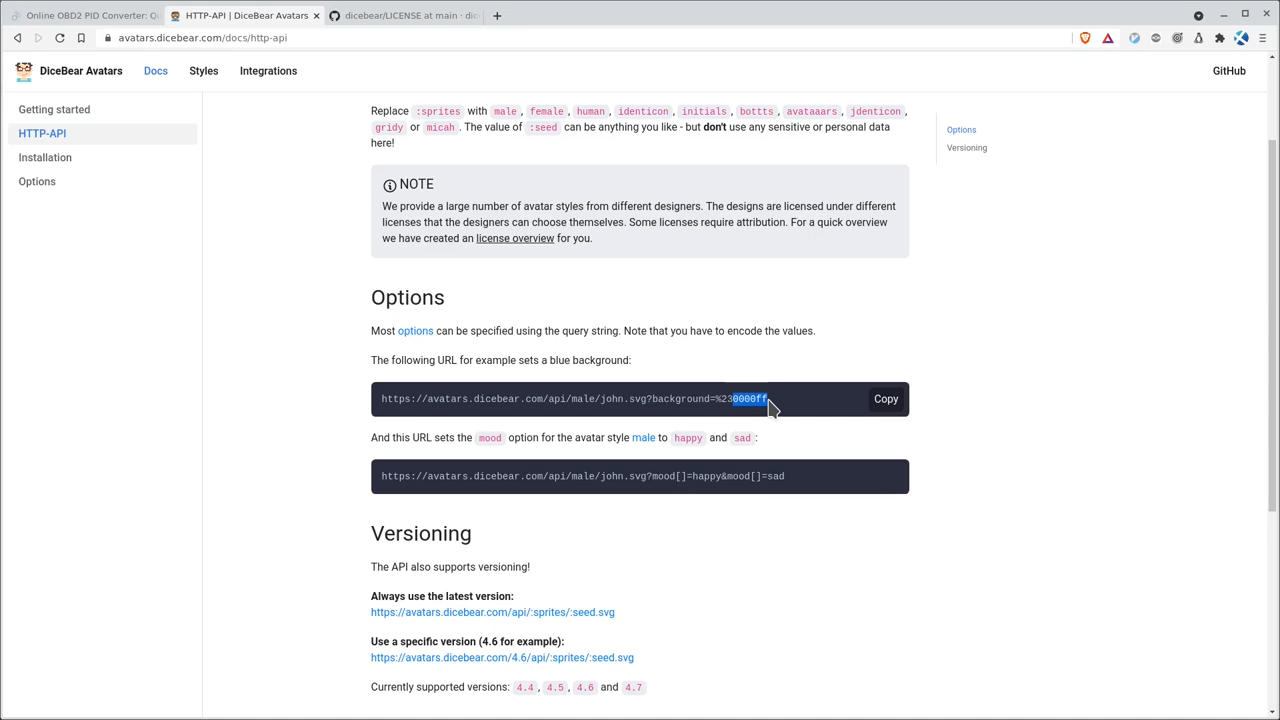 Online OBD2 PID Converter: Q
HTTP-API | DiceBear Avatars
dicebear/LICENSE at main · dic
avatars.dicebear.com/docs/http-api
DiceBear Avatars
Docs
Styles
Integrations
GitHub
Getting started
HTTP-API
Installation
Options
Replace :sprites with male, female, human, identicon, initials, bottts, avataaars, jdenticon,
gridy or micah. The value of :seed can be anything you like - but don't use any sensitive or personal data
here!
NOTE
We provide a large number of avatar styles from different designers. The designs are licensed under different
licenses that the designers can choose themselves. Some licenses require attribution. For a quick overview
we have created an license overview for you.
Options
Most options can be specified using the query string. Note that you have to encode the values.
The following URL for example sets a blue background:
https://avatars.dicebear.com/api/male/john.svg?background=%230000ff
Copy
And this URL sets the mood option for the avatar style male to happy and sad:
https://avatars.dicebear.com/api/male/john.svg?mood[]=happy&mood[]=sad
Versioning
The API also supports versioning!
Always use the latest version:
https://avatars.dicebear.com/api/:sprites/:seed.svg
Use a specific version (4.6 for example):
https://avatars.dicebear.com/4.6/api/:sprites/:seed.svg
Currently supported versions: 4.4, 4.5, 4.6 and 4.7
Options
Versioning